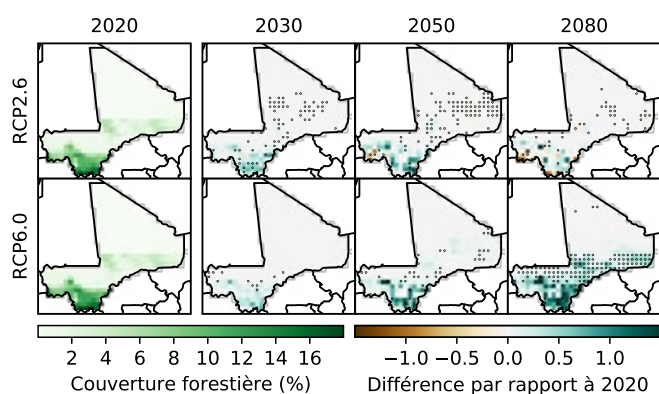 2020 2030 2050 2080
RCP2.6
RCP6.0
2 4 6 8 10 12 14 16 −1.0 −0.5 0.0 0.5 1.0
Couverture forestière (%) Différence par rapport à 2020